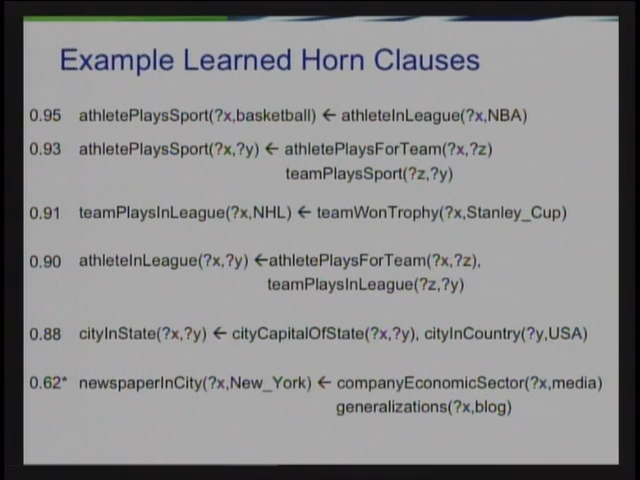 Example Learned Horn Clauses
0.95 athletePlaysSport(?x,basketball) ← athleteInLeague(?x,NBA)
0.93 athletePlaysSport(?x,?y) ← athletePlaysForTeam(?x,?z)
teamPlaysSport(?z,?y)
0.91 teamPlaysInLeague(?x,NHL) ← teamWonTrophy(?x,Stanley_Cup)
0.90 athleteInLeague(?x,?y) ←athletePlaysForTeam(?x,?z),
teamPlaysInLeague(?z,?y)
0.88 cityInState(?x,?y) ← cityCapitalOfState(?x,?y), cityInCountry(?y,USA)
0.62* newspaperInCity(?x,New_York) ← companyEconomicSector(?x,media)
generalizations(?x,blog)